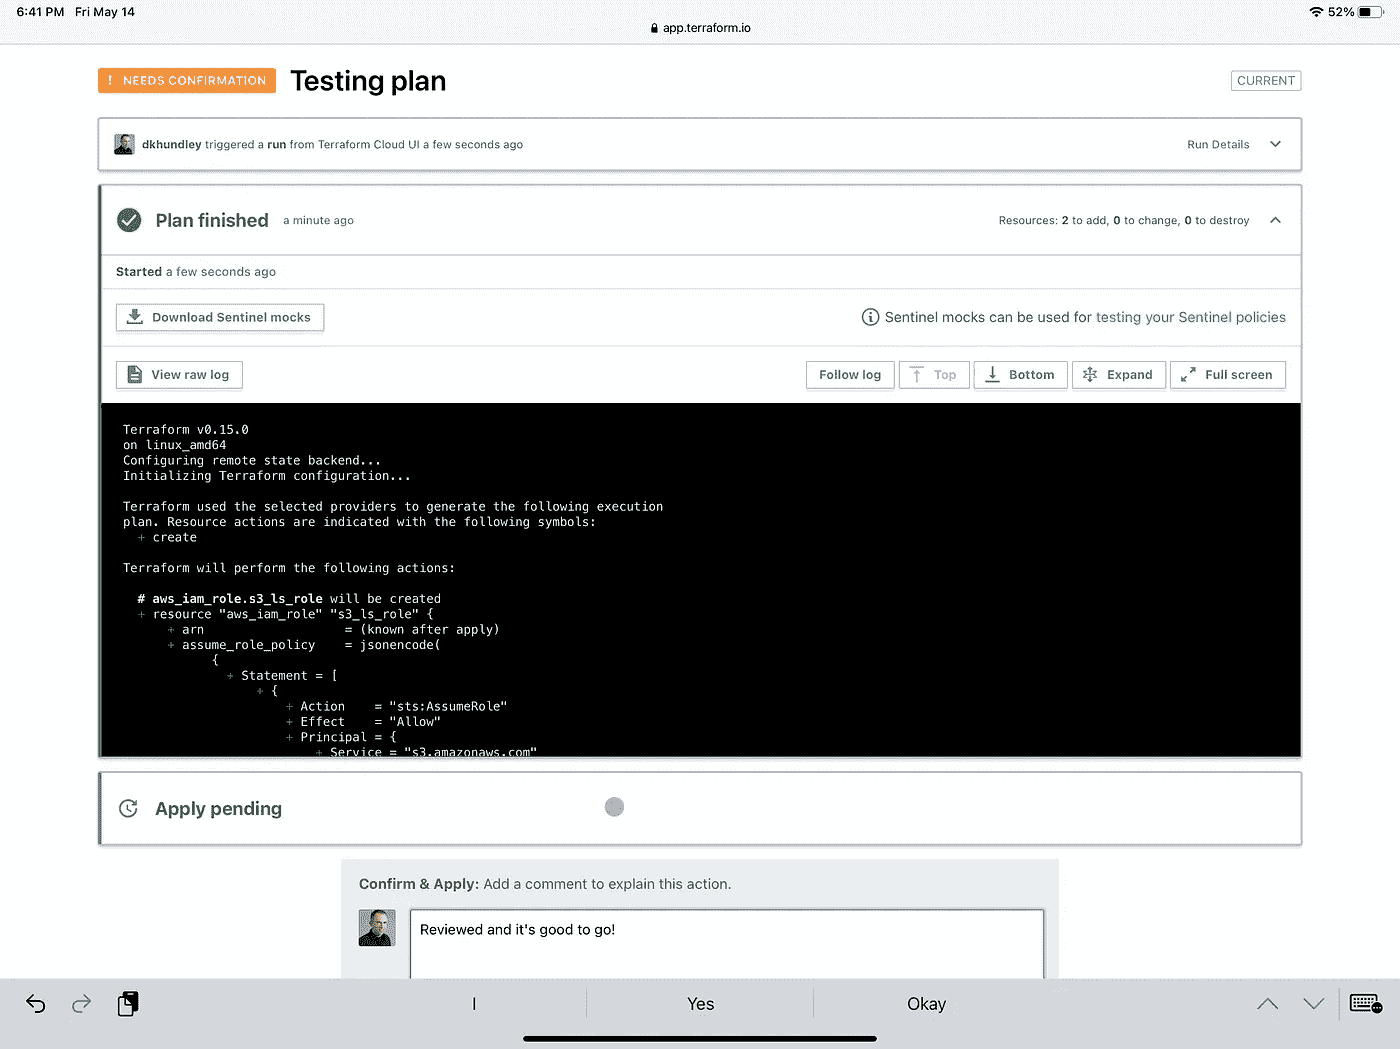 6:41 PM Fri May 14
52%
app.terraform.io
! NEEDS CONFIRMATION Testing plan
CURRENT
dkhundley triggered a run from Terraform Cloud UI a few seconds ago
Run Details
Plan finished a minute ago
Resources: 2 to add, 0 to change, 0 to destroy
Started a few seconds ago
Download Sentinel mocks
Sentinel mocks can be used for testing your Sentinel policies
View raw log
Follow log
Top
Bottom
Expand
Full screen
Terraform v0.15.0
on linux_amd64
Configuring remote state backend...
Initializing Terraform configuration...
Terraform used the selected providers to generate the following execution
plan. Resource actions are indicated with the following symbols:
+ create
Terraform will perform the following actions:
# aws_iam_role.s3_ls_role will be created
+ resource "aws_iam_role" "s3_ls_role" {
+ arn = (known after apply)
+ assume_role_policy = jsonencode(
{
+ Statement = [
+ {
+ Action = "sts:AssumeRole"
+ Effect = "Allow"
+ Principal = {
+ Service = "s3.amazonaws.com"
Apply pending
Confirm & Apply: Add a comment to explain this action.
Reviewed and it's good to go!
I
Yes
Okay